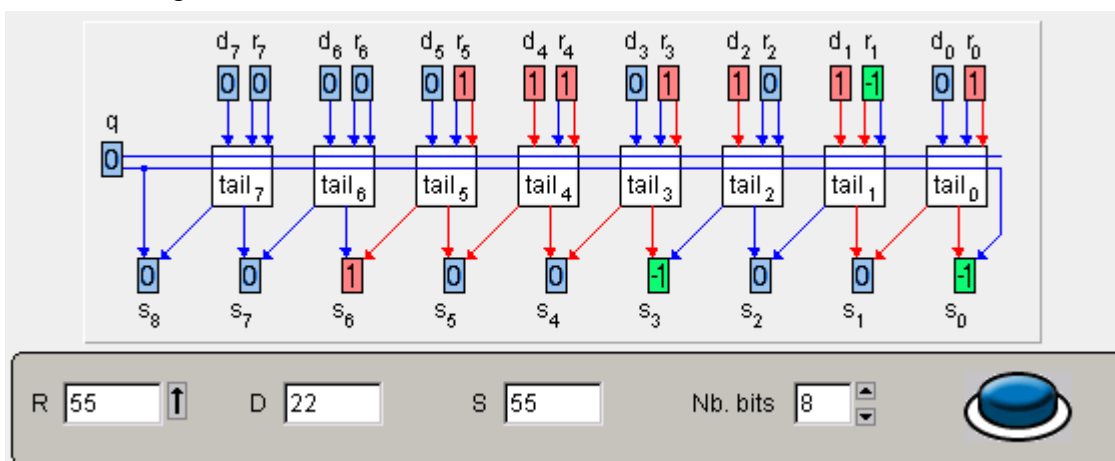 d7 r7 d6 r6 d5 r5 d4 r4 d3 r3 d2 r2 d1 r1 d0 r0
0 0 0 0 0 1 1 1 0 1 1 0 1 -1 0 1
q
0
tail7 tail6 tail5 tail4 tail3 tail2 tail1 tail0
0 0 1 0 0 -1 0 0 -1
s8 s7 s6 s5 s4 s3 s2 s1 s0
R 55 D 22 S 55 Nb. bits 8